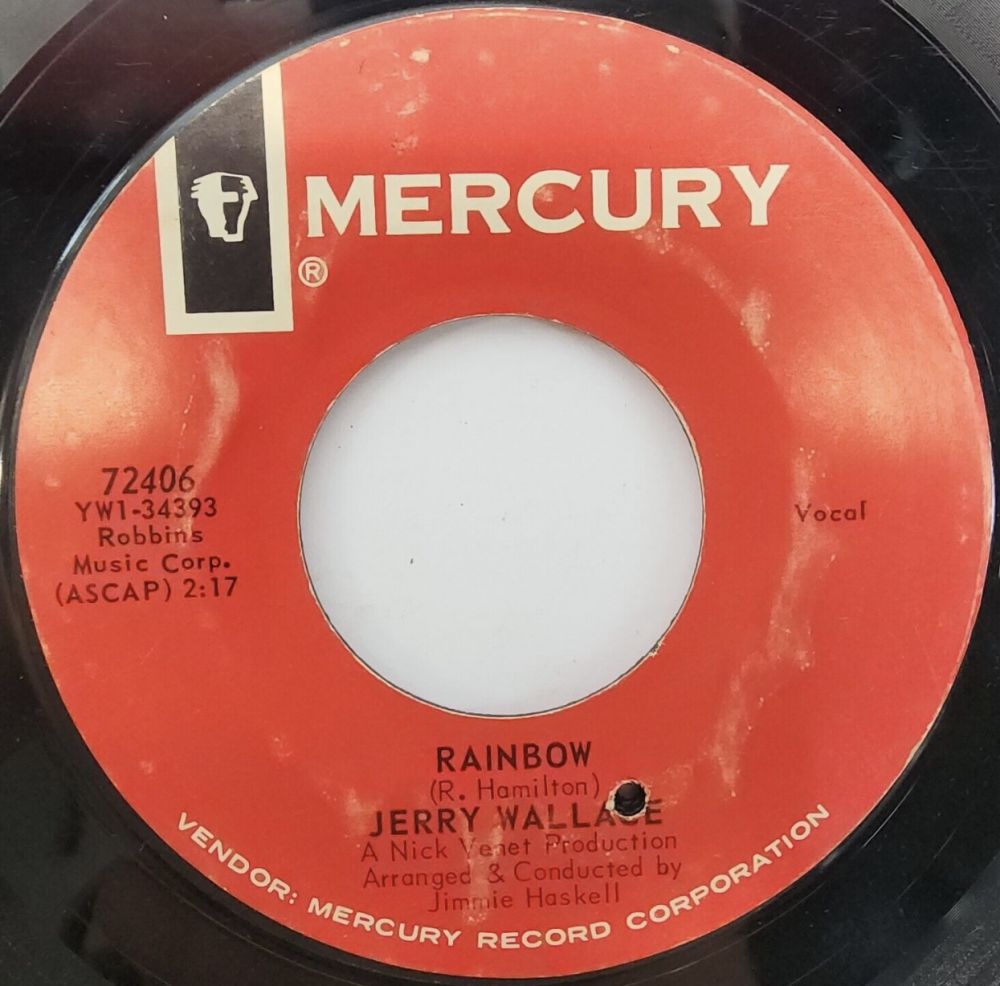 MERCURY
®
72406
YW1-34393
Robbins
Music Corp.
(ASCAP) 2:17
Vocal
RAINBOW
(R. Hamilton)
JERRY WALLACE
A Nick Venet Production
Arranged & Conducted by
Jimmie Haskell
VENDOR: MERCURY RECORD CORPORATION